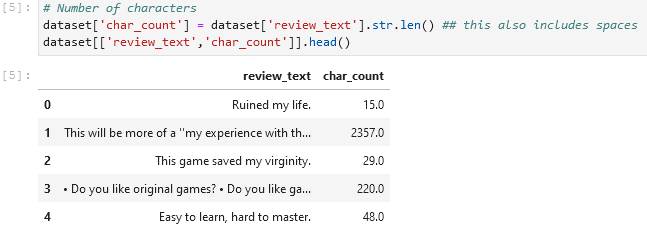 [5]: # Number of characters
dataset['char_count'] = dataset['review_text'].str.len() ## this also includes spaces
dataset[['review_text','char_count']].head()
[5]:
review_text char_count
0 Ruined my life. 15.0
1 This will be more of a "my experience with th... 2357.0
2 This game saved my virginity. 29.0
3 • Do you like original games? • Do you like ga... 220.0
4 Easy to learn, hard to master. 48.0